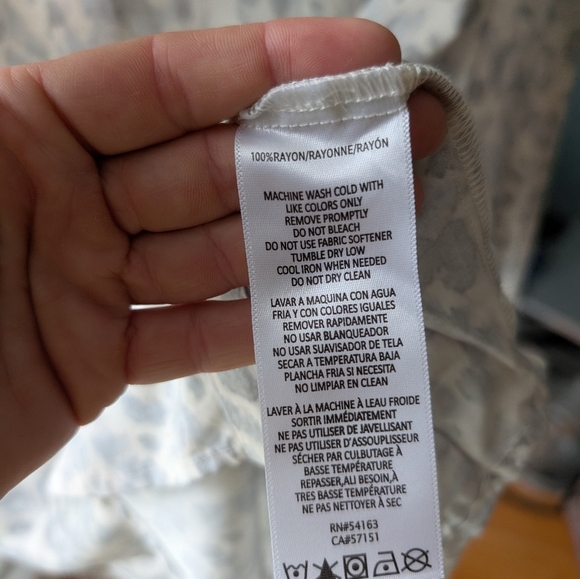 100%RAYON/RAYONNE/RAYÓN
MACHINE WASH COLD WITH
LIKE COLORS ONLY
REMOVE PROMPTLY
DO NOT BLEACH
DO NOT USE FABRIC SOFTENER
TUMBLE DRY LOW
COOL IRON WHEN NEEDED
DO NOT DRY CLEAN
LAVAR A MAQUINA CON AGUA
FRIA Y CON COLORES IGUALES
REMOVER RAPIDAMENTE
NO USAR BLANQUEADOR
NO USAR SUAVISADOR DE TELA
SECAR A TEMPERATURA BAJA
PLANCHA FRIA SI NECESITA
NO LIMPIAR EN CLEAN
LAVER À LA MACHINE À LEAU FROIDE
SORTIR IMMÉDIATEMENT
NE PAS UTILISER DE JAVELLISANT
NE PAS UTILISER D'ASSOUPLISSEUR
SÉCHER PAR CULBUTAGE À
BASSE TEMPÉRATURE
REPASSER,AU BESOIN,À
TRES BASSE TEMPÉRATURE
NE PAS NETTOYER À SEC
RN#54163
CA#57151